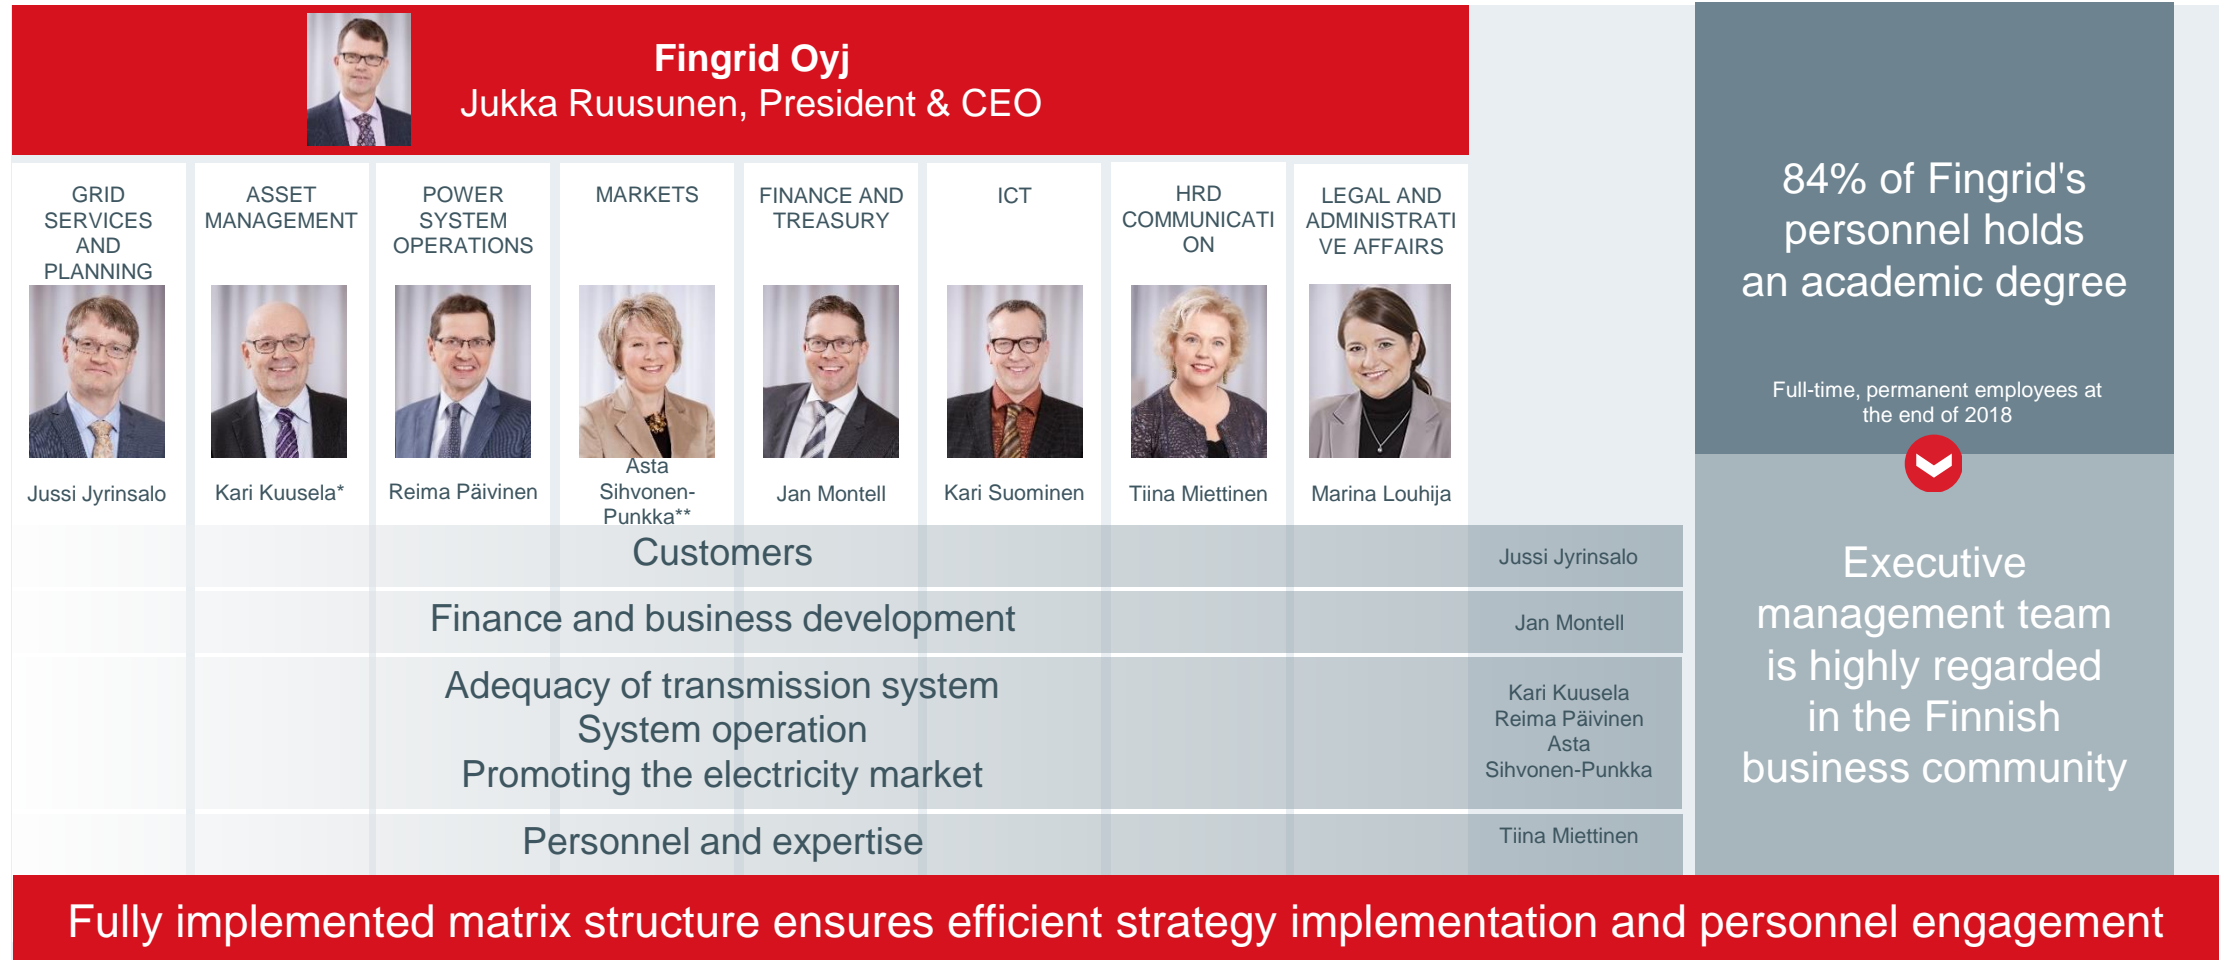 Fingrid Oyj
Jukka Ruusunen, President & CEO
GRID
SERVICES
AND
PLANNING
Jussi Jyrinsalo
ASSET
MANAGEMENT
Kari Kuusela*
POWER
SYSTEM
OPERATIONS
Reima Päivinen
MARKETS
Asta
Sihvonen-
Punkka**
FINANCE AND
TREASURY
Jan Montell
ICT
Kari Suominen
HRD
COMMUNICATI
ON
Tiina Miettinen
LEGAL AND
ADMINISTRATI
VE AFFAIRS
Marina Louhija
Customers
Jussi Jyrinsalo
Finance and business development
Jan Montell
Adequacy of transmission system
System operation
Promoting the electricity market
Kari Kuusela
Reima Päivinen
Asta
Sihvonen-Punkka
Personnel and expertise
Tiina Miettinen
84% of Fingrid's
personnel holds
an academic degree
Full-time, permanent employees at
the end of 2018
Executive
management team
is highly regarded
in the Finnish
business community
Fully implemented matrix structure ensures efficient strategy implementation and personnel engagement